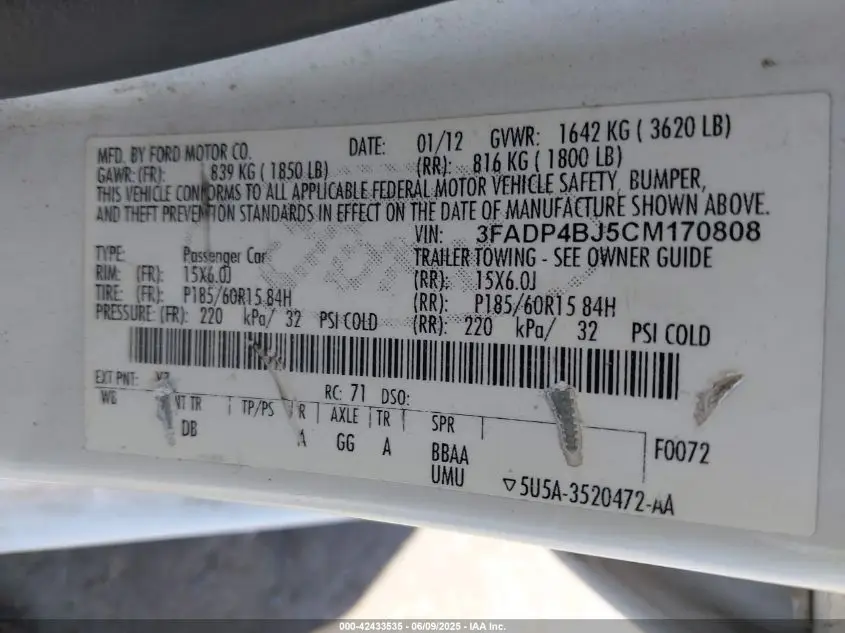 MFD. BY FORD MOTOR CO. DATE: 01/12 GVWR: 1642 KG ( 3620 LB)
GAWR: (FR): 839 KG ( 1850 LB) (RR): 816 KG ( 1800 LB)
THIS VEHICLE CONFORMS TO ALL APPLICABLE FEDERAL MOTOR VEHICLE SAFETY, BUMPER,
AND THEFT PREVENTION STANDARDS IN EFFECT ON THE DATE OF MANUFACTURE SHOWN ABOVE.
VIN: 3FADP4BJ5CM170808
TYPE: Passenger Car TRAILER TOWING - SEE OWNER GUIDE
RIM: (FR): 15X6.0J (RR): 15X6.0J
TIRE: (FR): P185/60R15 84H (RR): P185/60R15 84H
PRESSURE: (FR): 220 kPa/ 32 PSI COLD (RR): 220 kPa/ 32 PSI COLD
EXT PNT: RC: 71 DSO:
WB INT TR TP/PS R AXLE TR SPR
DB A GG A BBAA F0072
UMU
▽5U5A-3520472-AA
000-42433535 - 06/09/2025 - IAA Inc.